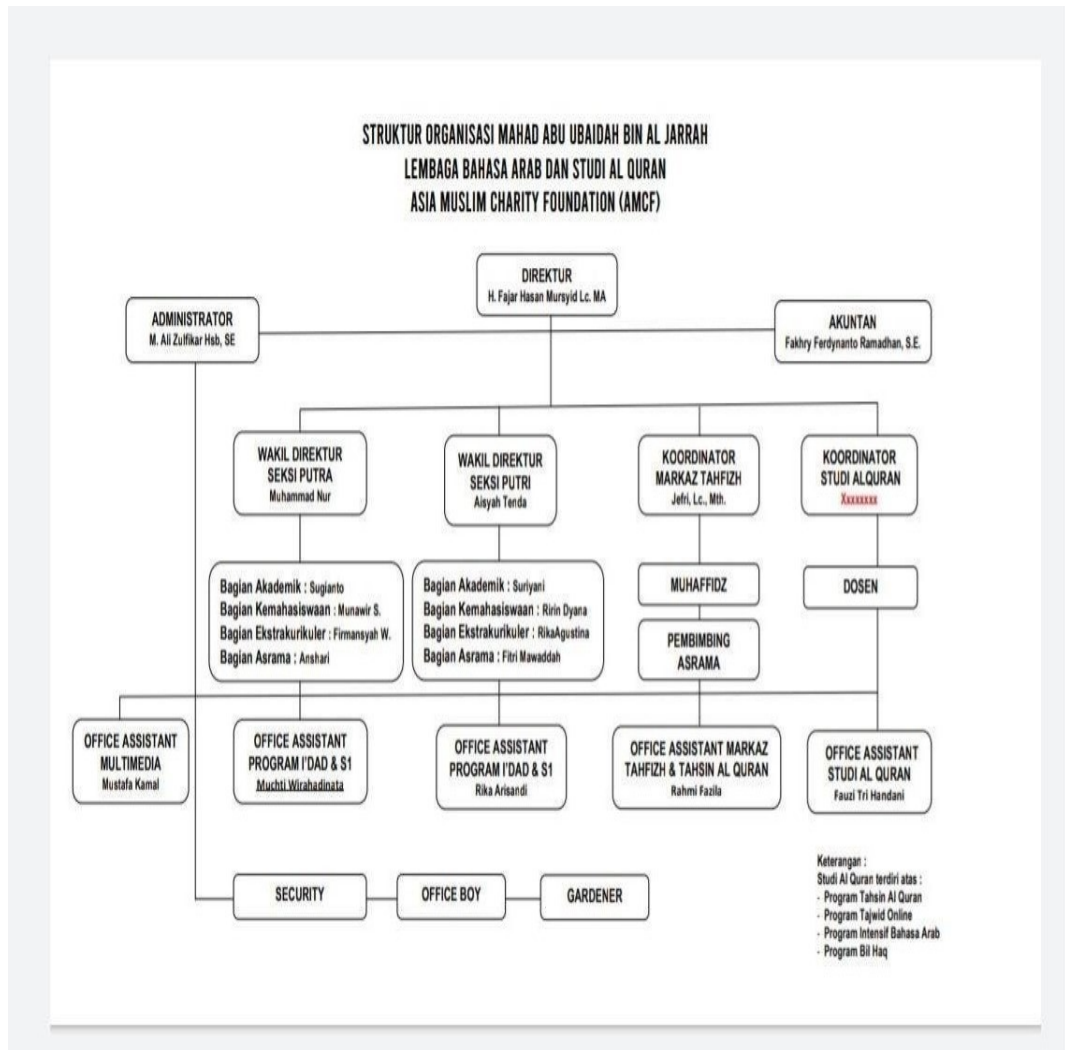 STRUKTUR ORGANISASI MAHAD ABU UBAIDAH BIN AL JARRAH
LEMBAGA BAHASA ARAB DAN STUDI AL QURAN
ASIA MUSLIM CHARITY FOUNDATION (AMCF)
DIREKTUR
H. Fajar Hasan Mursyid Lc. MA
ADMINISTRATOR
M. Ali Zulfikar Hsb, SE
AKUNTAN
Fakhry Ferdynanto Ramadhan, S.E.
WAKIL DIREKTUR
SEKSI PUTRA
Muhammad Nur
WAKIL DIREKTUR
SEKSI PUTRI
Aisyah Tenda
KOORDINATOR
MARKAZ TAHFIZH
Jefri, Lc., Mth.
KOORDINATOR
STUDI ALQURAN
Xxxxxxxx
Bagian Akademik : Sugianto
Bagian Kemahasiswaan : Munawir S.
Bagian Ekstrakurikuler : Firmansyah W.
Bagian Asrama : Anshari
Bagian Akademik : Suriyani
Bagian Kemahasiswaan : Ririn Dyana
Bagian Ekstrakurikuler : RikaAgustina
Bagian Asrama : Fitri Mawaddah
MUHAFFIDZ
DOSEN
PEMBIMBING
ASRAMA
OFFICE ASSISTANT
MULTIMEDIA
Mustafa Kamal
OFFICE ASSISTANT
PROGRAM I'DAD & S1
Muchti Wirahadinata
OFFICE ASSISTANT
PROGRAM I'DAD & S1
Rika Arisandi
OFFICE ASSISTANT MARKAZ
TAHFIZH & TAHSIN AL QURAN
Rahmi Fazila
OFFICE ASSISTANT
STUDI AL QURAN
Fauzi Tri Handani
SECURITY
OFFICE BOY
GARDENER
Keterangan :
Studi Al Quran terdiri atas :
- Program Tahsin Al Quran
- Program Tajwid Online
- Program Intensif Bahasa Arab
- Program Bil Haq